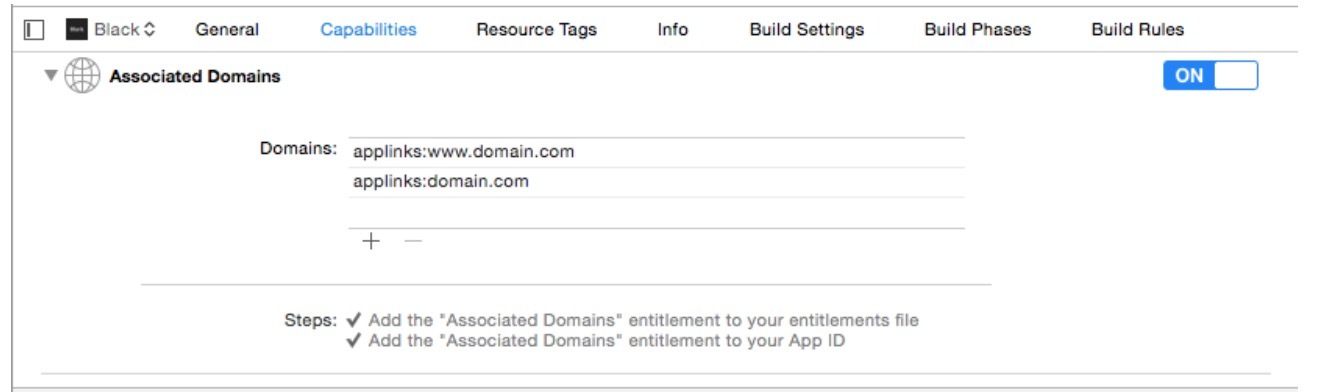 Black General Capabilities Resource Tags Info Build Settings Build Phases Build Rules
Associated Domains ON
Domains: applinks:www.domain.com
applinks:domain.com
Steps: ✓ Add the "Associated Domains" entitlement to your entitlements file
✓ Add the "Associated Domains" entitlement to your App ID